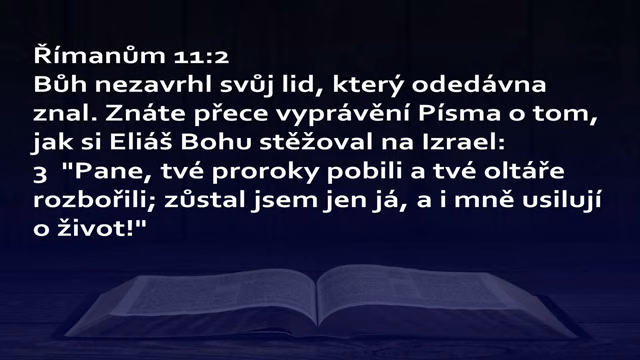 Římanům 11:2
Bůh nezavrhl svůj lid, který odedávna
znal. Znáte přece vyprávění Písma o tom,
jak si Eliáš Bohu stěžoval na Izrael:
3 "Pane, tvé proroky pobili a tvé oltáře
rozbořili; zůstal jsem jen já, a i mně usilují
o život!"